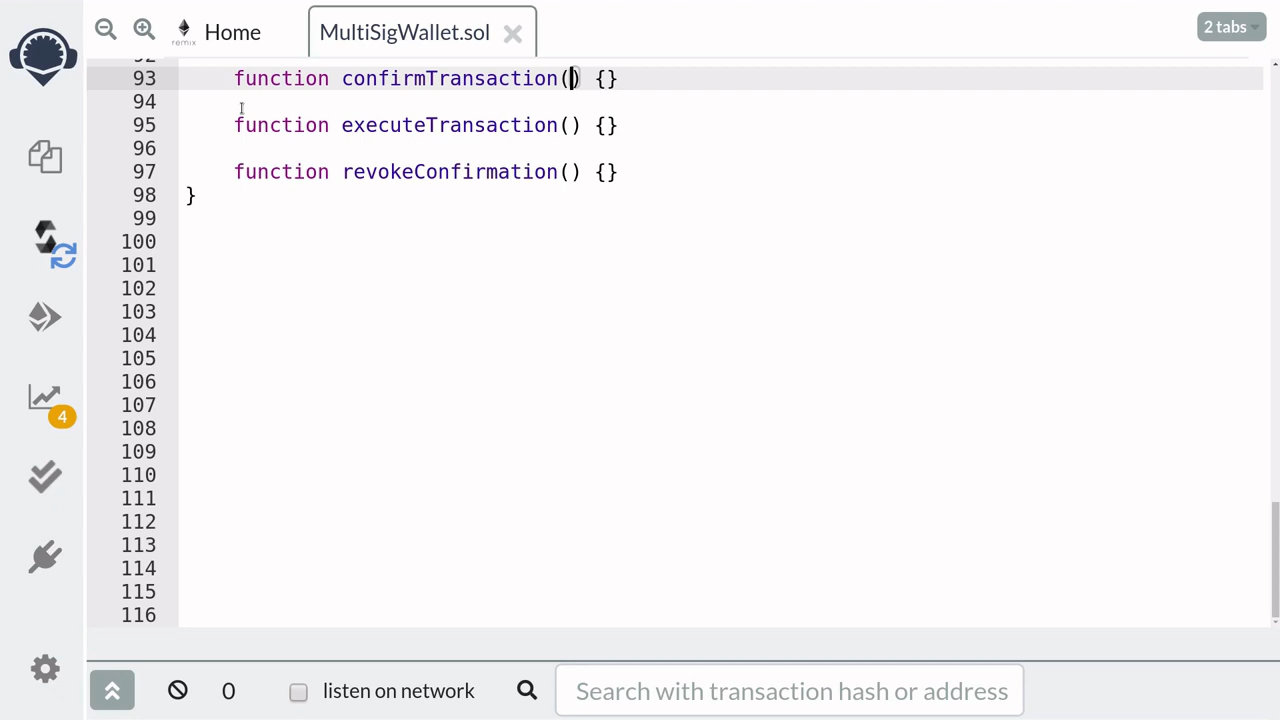 Home
MultiSigWallet.sol
2 tabs
remix
93 function confirmTransaction() {}
94
95 function executeTransaction() {}
96
97 function revokeConfirmation() {}
98 }
99
100
101
102
103
104
105
106
107
108
109
110
111
112
113
114
115
116
4
0
listen on network
Search with transaction hash or address